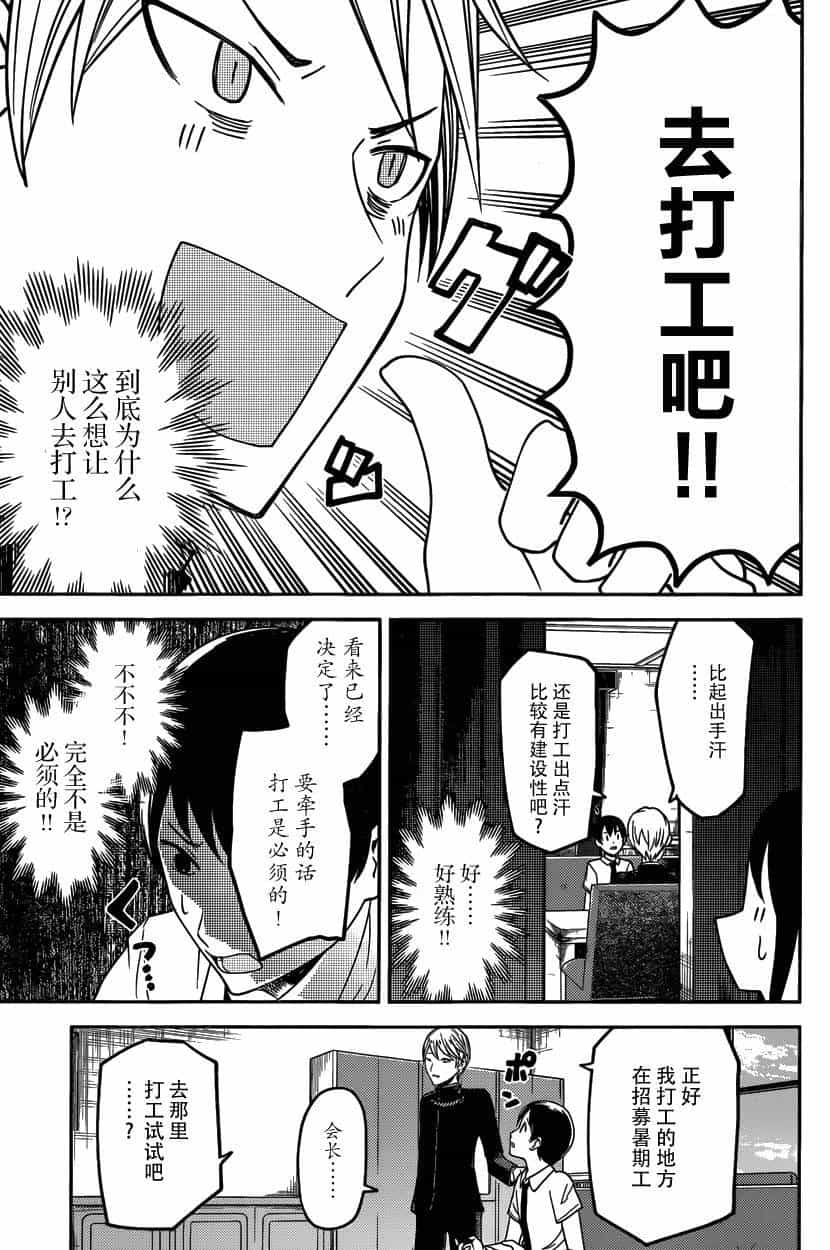 去打工吧!!
グッ
到底为什么
这么想让
别人去打工!?
比起出手汗
……
还是打工出点汗
比较有建设性吧?
好……
好熟练!!
看来已经
决定了……
要牵手的话
打工是必须的!
くっ…
不不不!
完全不是
必须的!!
正好
我打工的地方
在招募暑期工
ポン
会长……
去那里
打工试试吧
……?